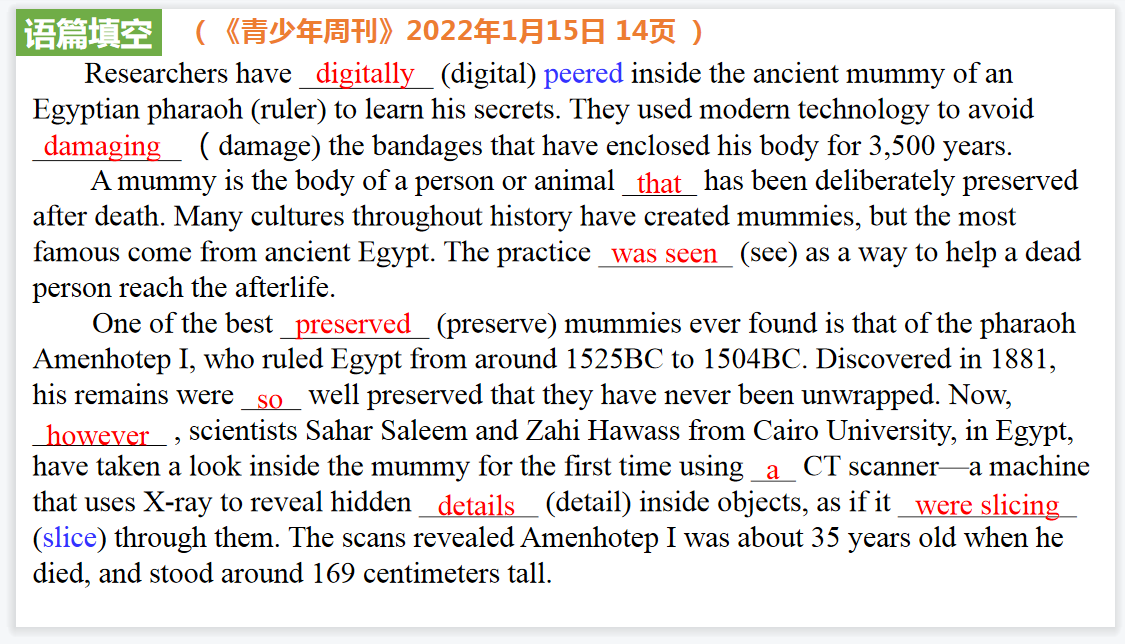 语篇填空 （《青少年周刊》2022年1月15日 14页 ）
Researchers have digitally (digital) peered inside the ancient mummy of an
Egyptian pharaoh (ruler) to learn his secrets. They used modern technology to avoid
damaging （ damage) the bandages that have enclosed his body for 3,500 years.
A mummy is the body of a person or animal that has been deliberately preserved
after death. Many cultures throughout history have created mummies, but the most
famous come from ancient Egypt. The practice was seen (see) as a way to help a dead
person reach the afterlife.
One of the best preserved (preserve) mummies ever found is that of the pharaoh
Amenhotep I, who ruled Egypt from around 1525BC to 1504BC. Discovered in 1881,
his remains were so well preserved that they have never been unwrapped. Now,
however , scientists Sahar Saleem and Zahi Hawass from Cairo University, in Egypt,
have taken a look inside the mummy for the first time using a CT scanner—a machine
that uses X-ray to reveal hidden details (detail) inside objects, as if it were slicing
(slice) through them. The scans revealed Amenhotep I was about 35 years old when he
died, and stood around 169 centimeters tall.